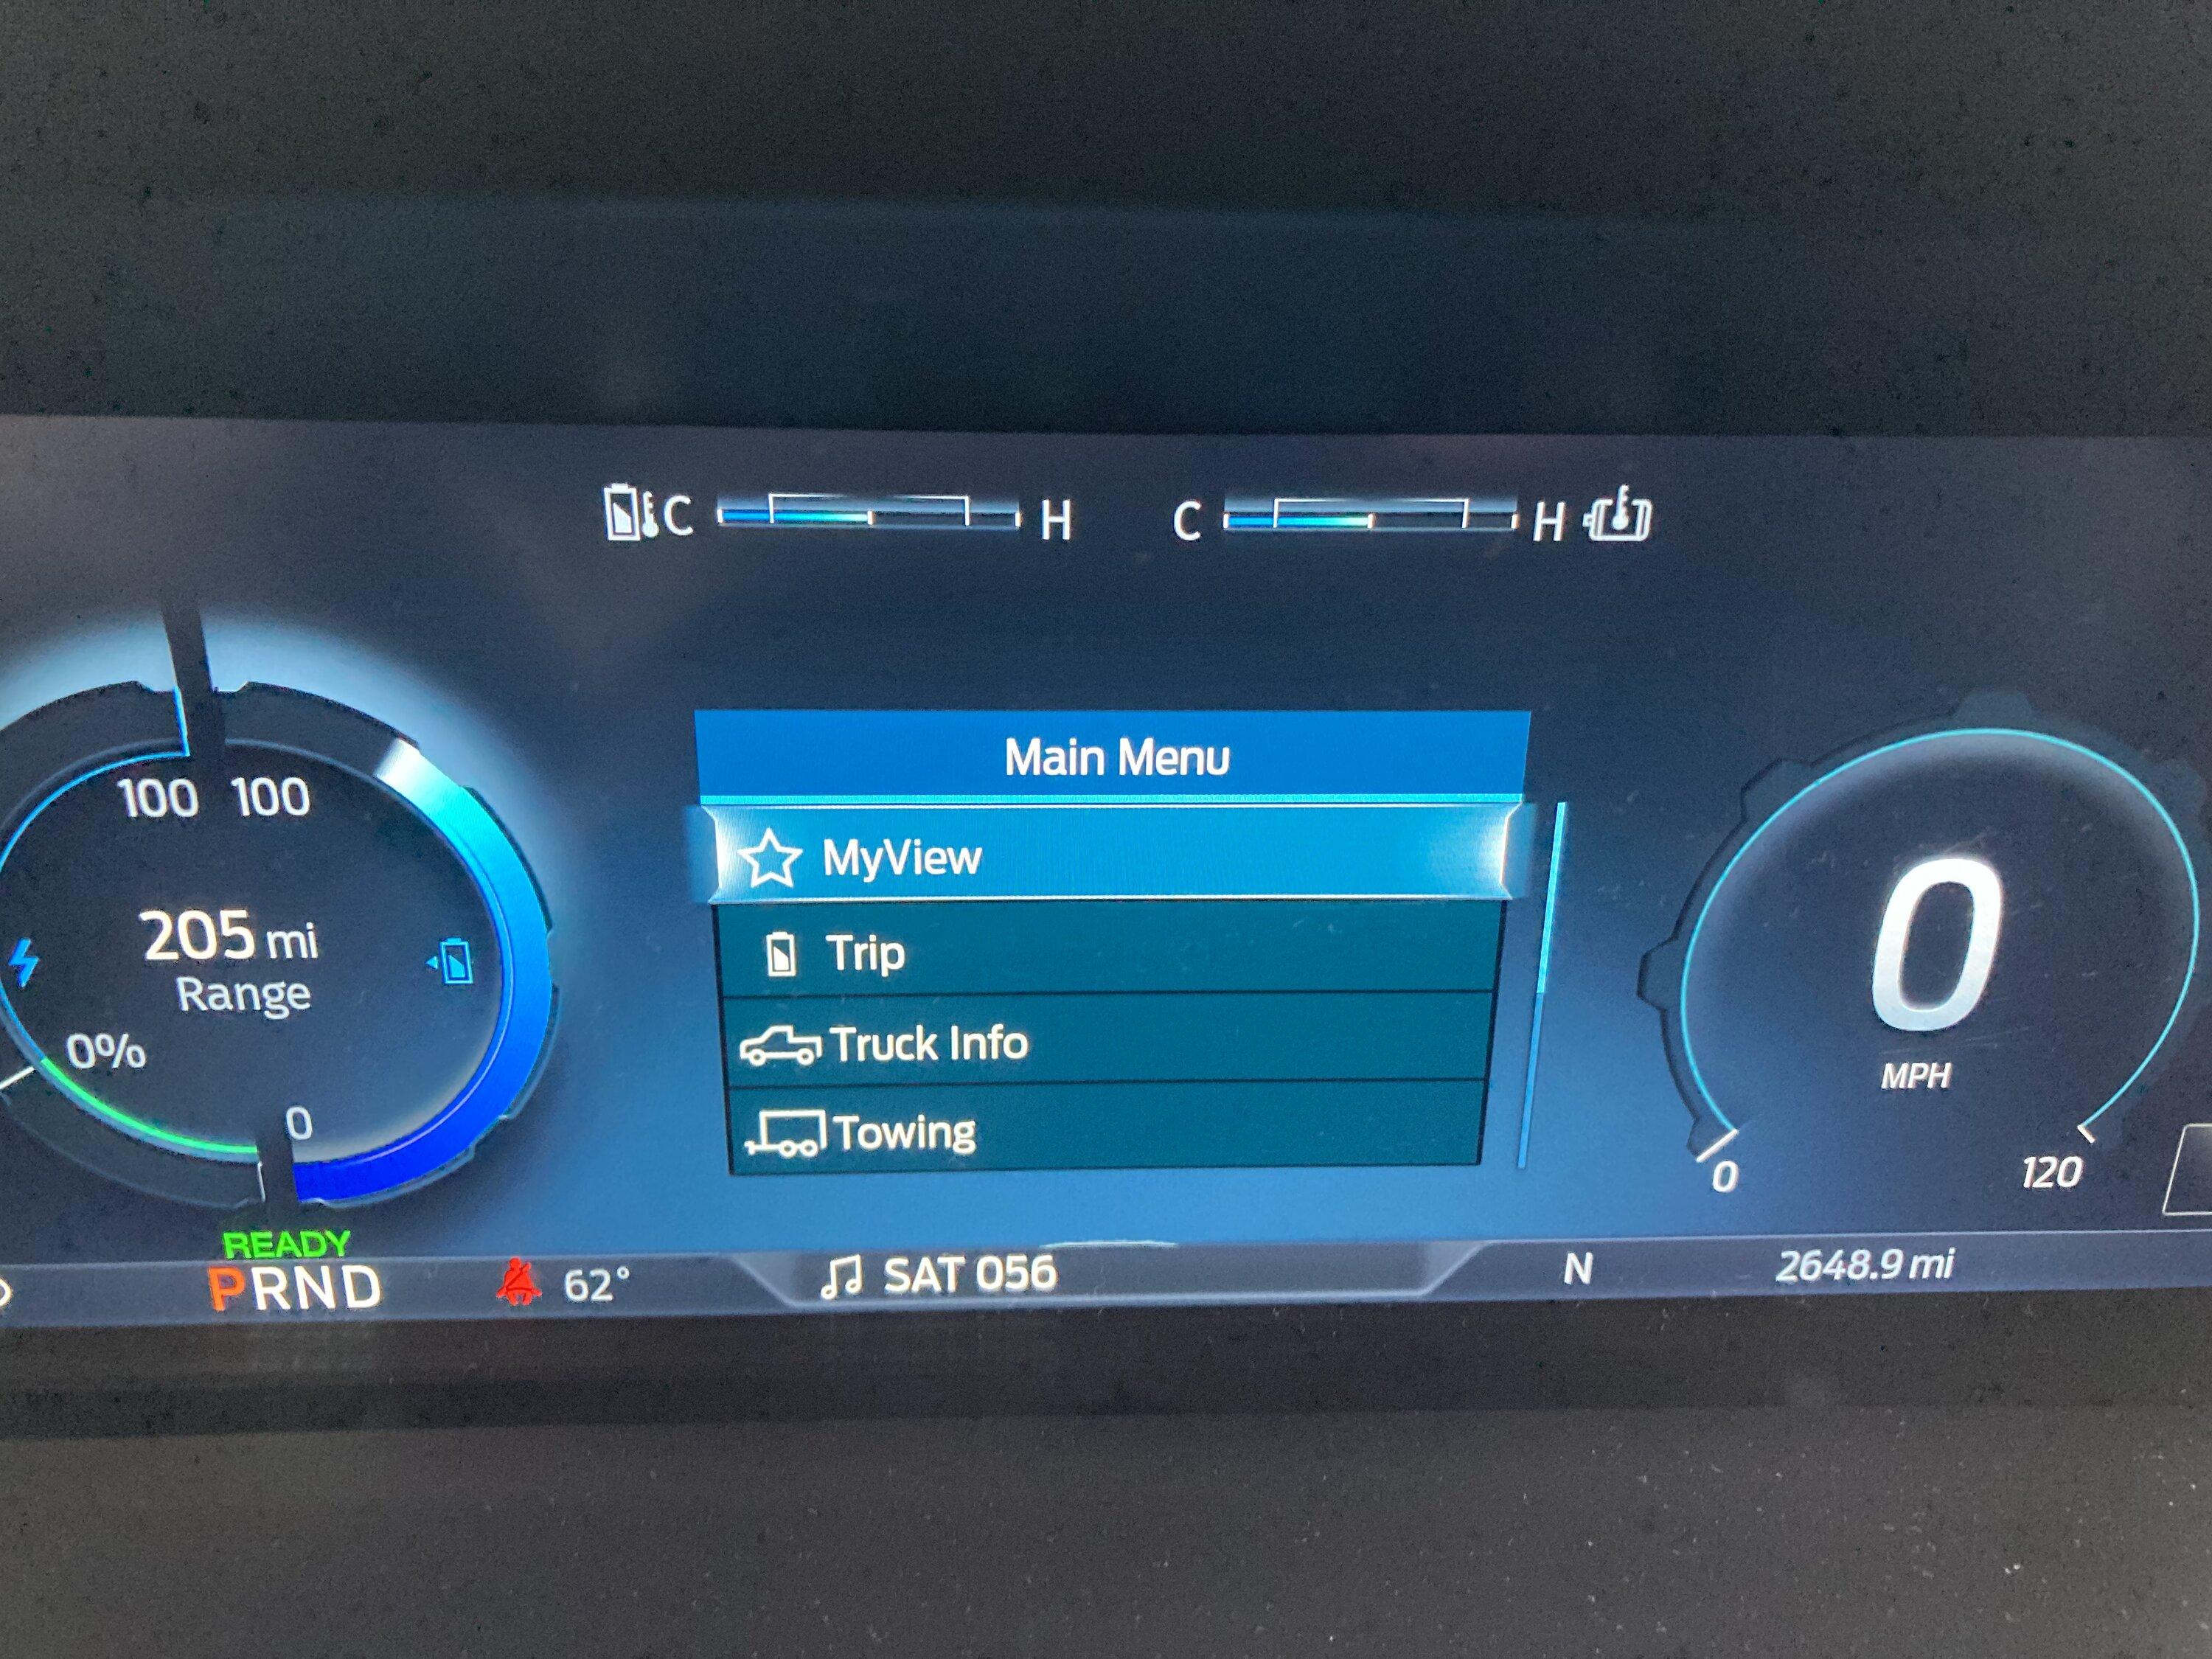 C H C H
Main Menu
MyView
Trip
Truck Info
Towing
100 100
205 mi
Range
0%
0
READY
PRND
62°
SAT 056
0
MPH
0 120
N
2648.9 mi